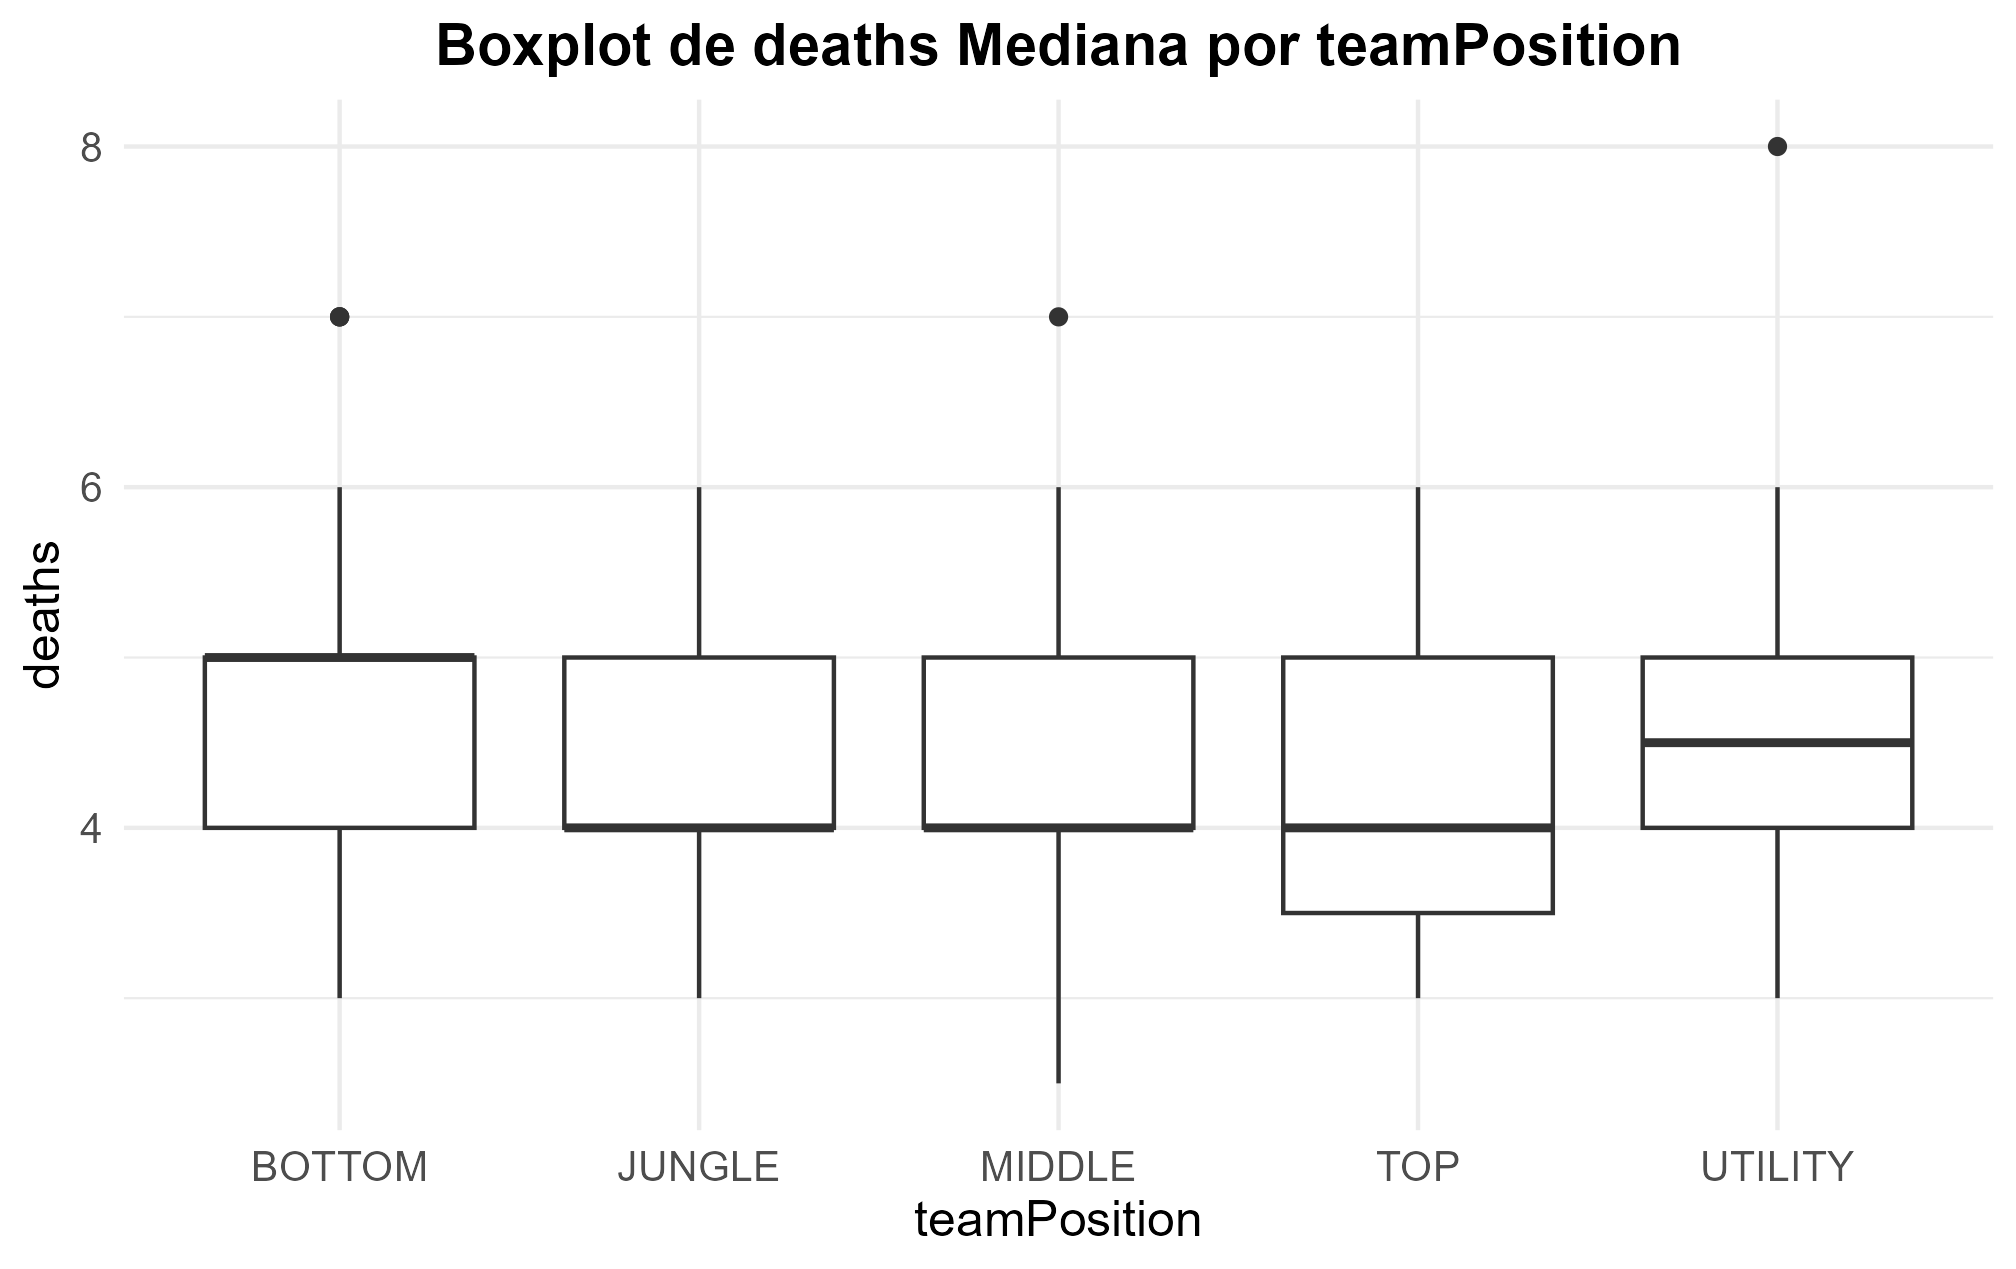 Boxplot de deaths Mediana por teamPosition
8
6
4
deaths
BOTTOM JUNGLE MIDDLE TOP UTILITY
teamPosition